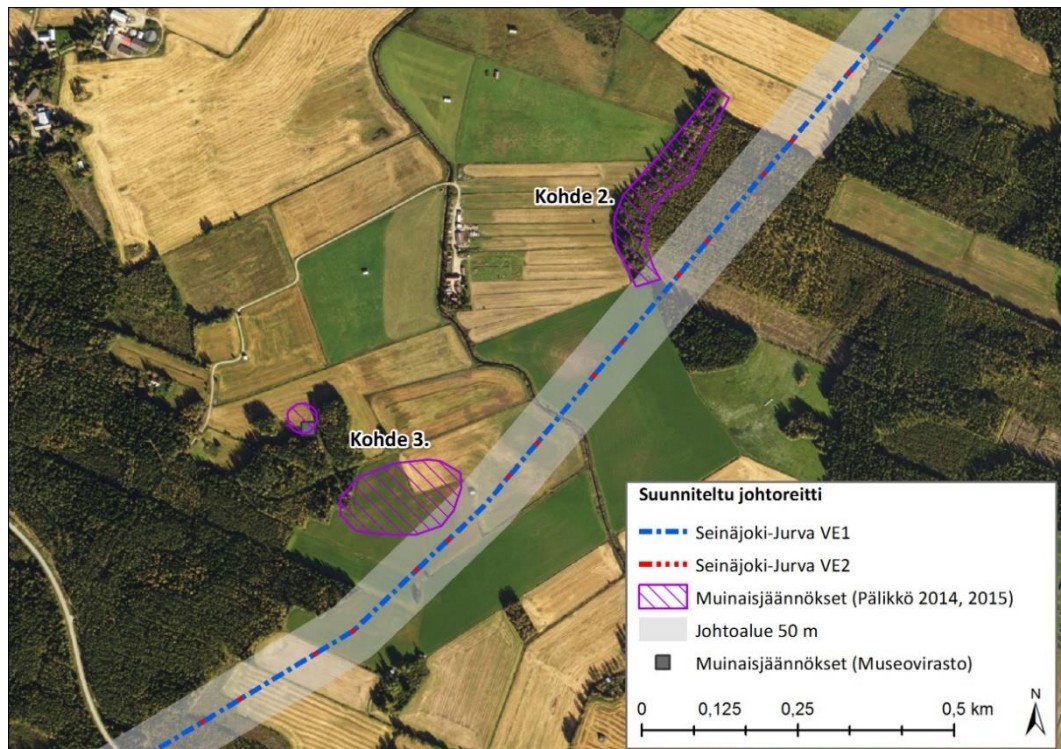 Kohde 2.
Kohde 3.
Suunniteltu johtoreitti
Seinäjoki-Jurva VE1
Seinäjoki-Jurva VE2
Muinaisjäännökset (Pälikkö 2014, 2015)
Johtoalue 50 m
Muinaisjäännökset (Museovirasto)
N
0 0,125 0,25 0,5 km